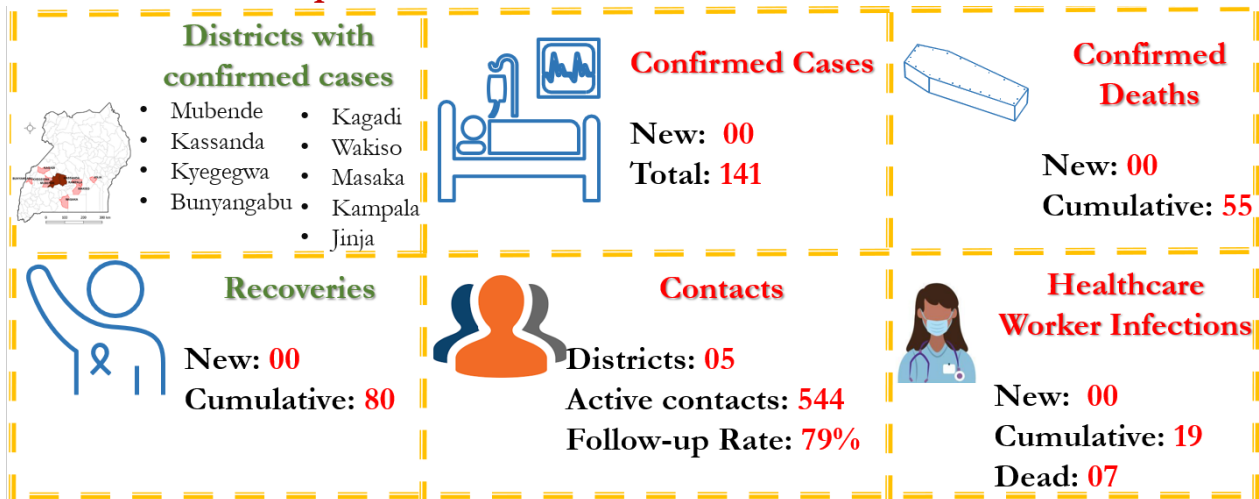 Districts with
confirmed cases
• Mubende
• Kassanda
• Kyegegwa
• Bunyangabu
• Kagadi
• Wakiso
• Masaka
• Kampala
• Jinja
Confirmed Cases
New: 00
Total: 141
Confirmed
Deaths
New: 00
Cumulative: 55
Recoveries
New: 00
Cumulative: 80
Contacts
Districts: 05
Active contacts: 544
Follow-up Rate: 79%
Healthcare
Worker Infections
New: 00
Cumulative: 19
Dead: 07